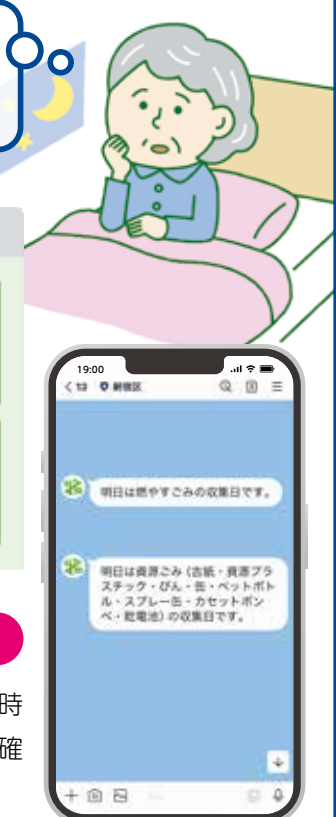 19:00
13 新宿区
明日は燃やすごみの収集日です。
明日は資源ごみ（古紙・資源プラ
スチック・びん・缶・ペットボト
ル・スプレー缶・カセットボン
ベ・乾電池）の収集日です。
時
確